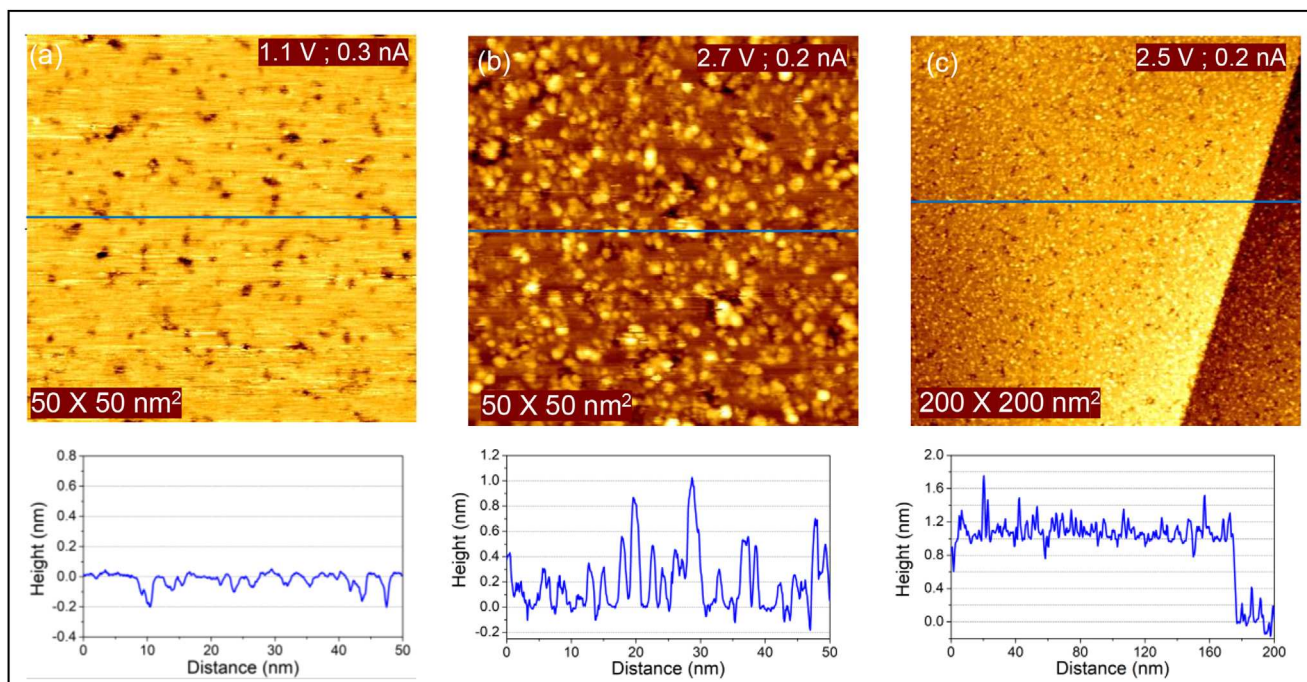 (a)
1.1 V ; 0.3 nA
50 X 50 nm²
(b)
2.7 V ; 0.2 nA
50 X 50 nm²
(c)
2.5 V ; 0.2 nA
200 X 200 nm²
0.8
0.6
0.4
0.2
0.0
-0.2
-0.4
Height (nm)
0 10 20 30 40 50
Distance (nm)
1.2
1.0
0.8
0.6
0.4
0.2
0.0
-0.2
Height (nm)
0 10 20 30 40 50
Distance (nm)
2.0
1.6
1.2
0.8
0.4
0.0
Height (nm)
0 40 80 120 160 200
Distance (nm)